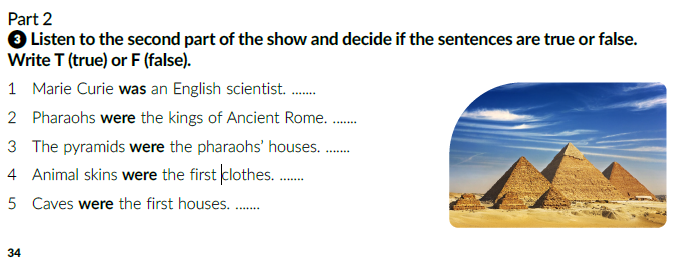 Part 2
3 Listen to the second part of the show and decide if the sentences are true or false.
Write T (true) or F (false).
1 Marie Curie was an English scientist. .......
2 Pharaohs were the kings of Ancient Rome. .......
3 The pyramids were the pharaohs’ houses. .......
4 Animal skins were the first clothes. .......
5 Caves were the first houses. .......
34